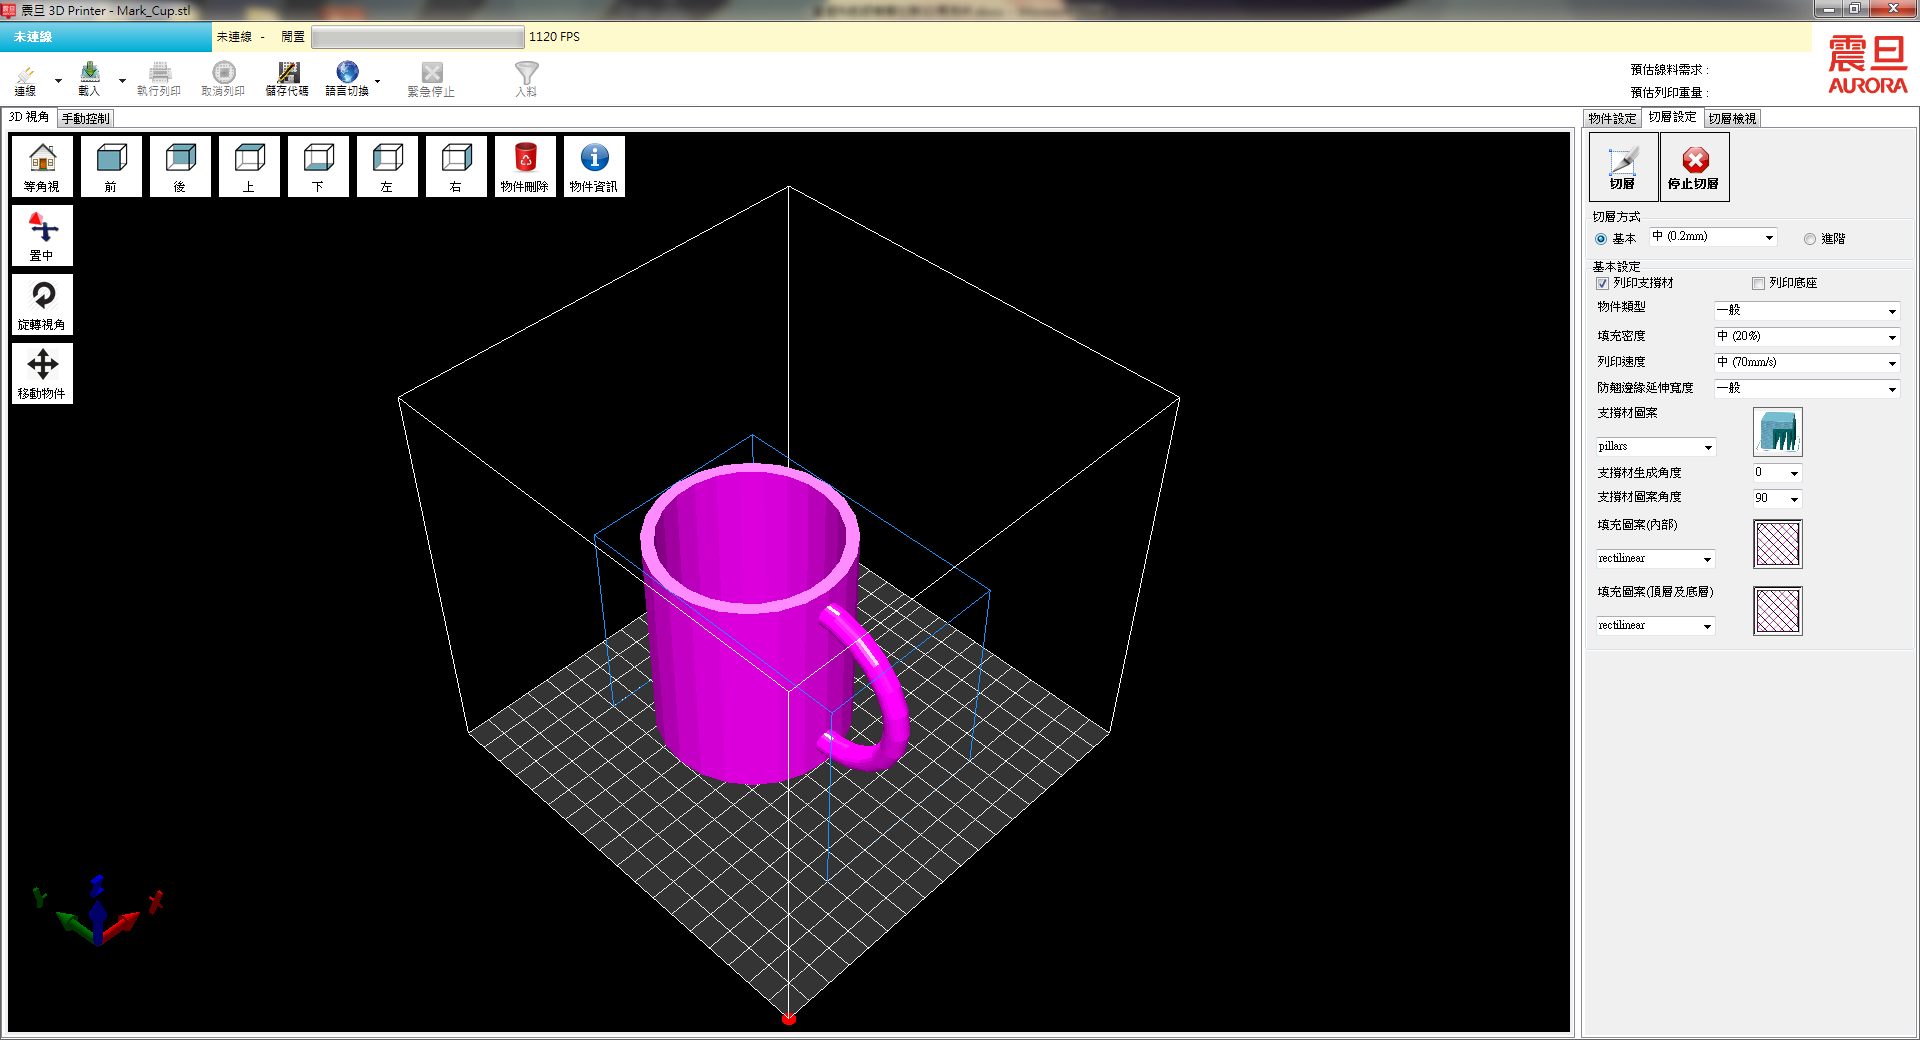 震旦 3D Printer - Mark_Cup.stl
未連線
未連線 - 閒置
1120 FPS
連線
載入
執行列印
取消列印
儲存代碼
語言切換
緊急停止
入料
預估線料需求 :
預估列印重量 :
震旦
AURORA
3D 視角
手動控制
等角視
前
後
上
下
左
右
物件刪除
物件資訊
置中
旋轉視角
移動物件
Z
Y
X
物件設定
切層設定
切層檢視
切層
停止切層
切層方式
基本
中 (0.2mm)
進階
基本設定
列印支撐材
列印底座
物件類型
一般
填充密度
中 (20%)
列印速度
中 (70mm/s)
防翹邊緣延伸寬度
一般
支撐材圖案
pillars
支撐材生成角度
0
支撐材圖案角度
90
填充圖案(內部)
rectilinear
填充圖案(頂層及底層)
rectilinear